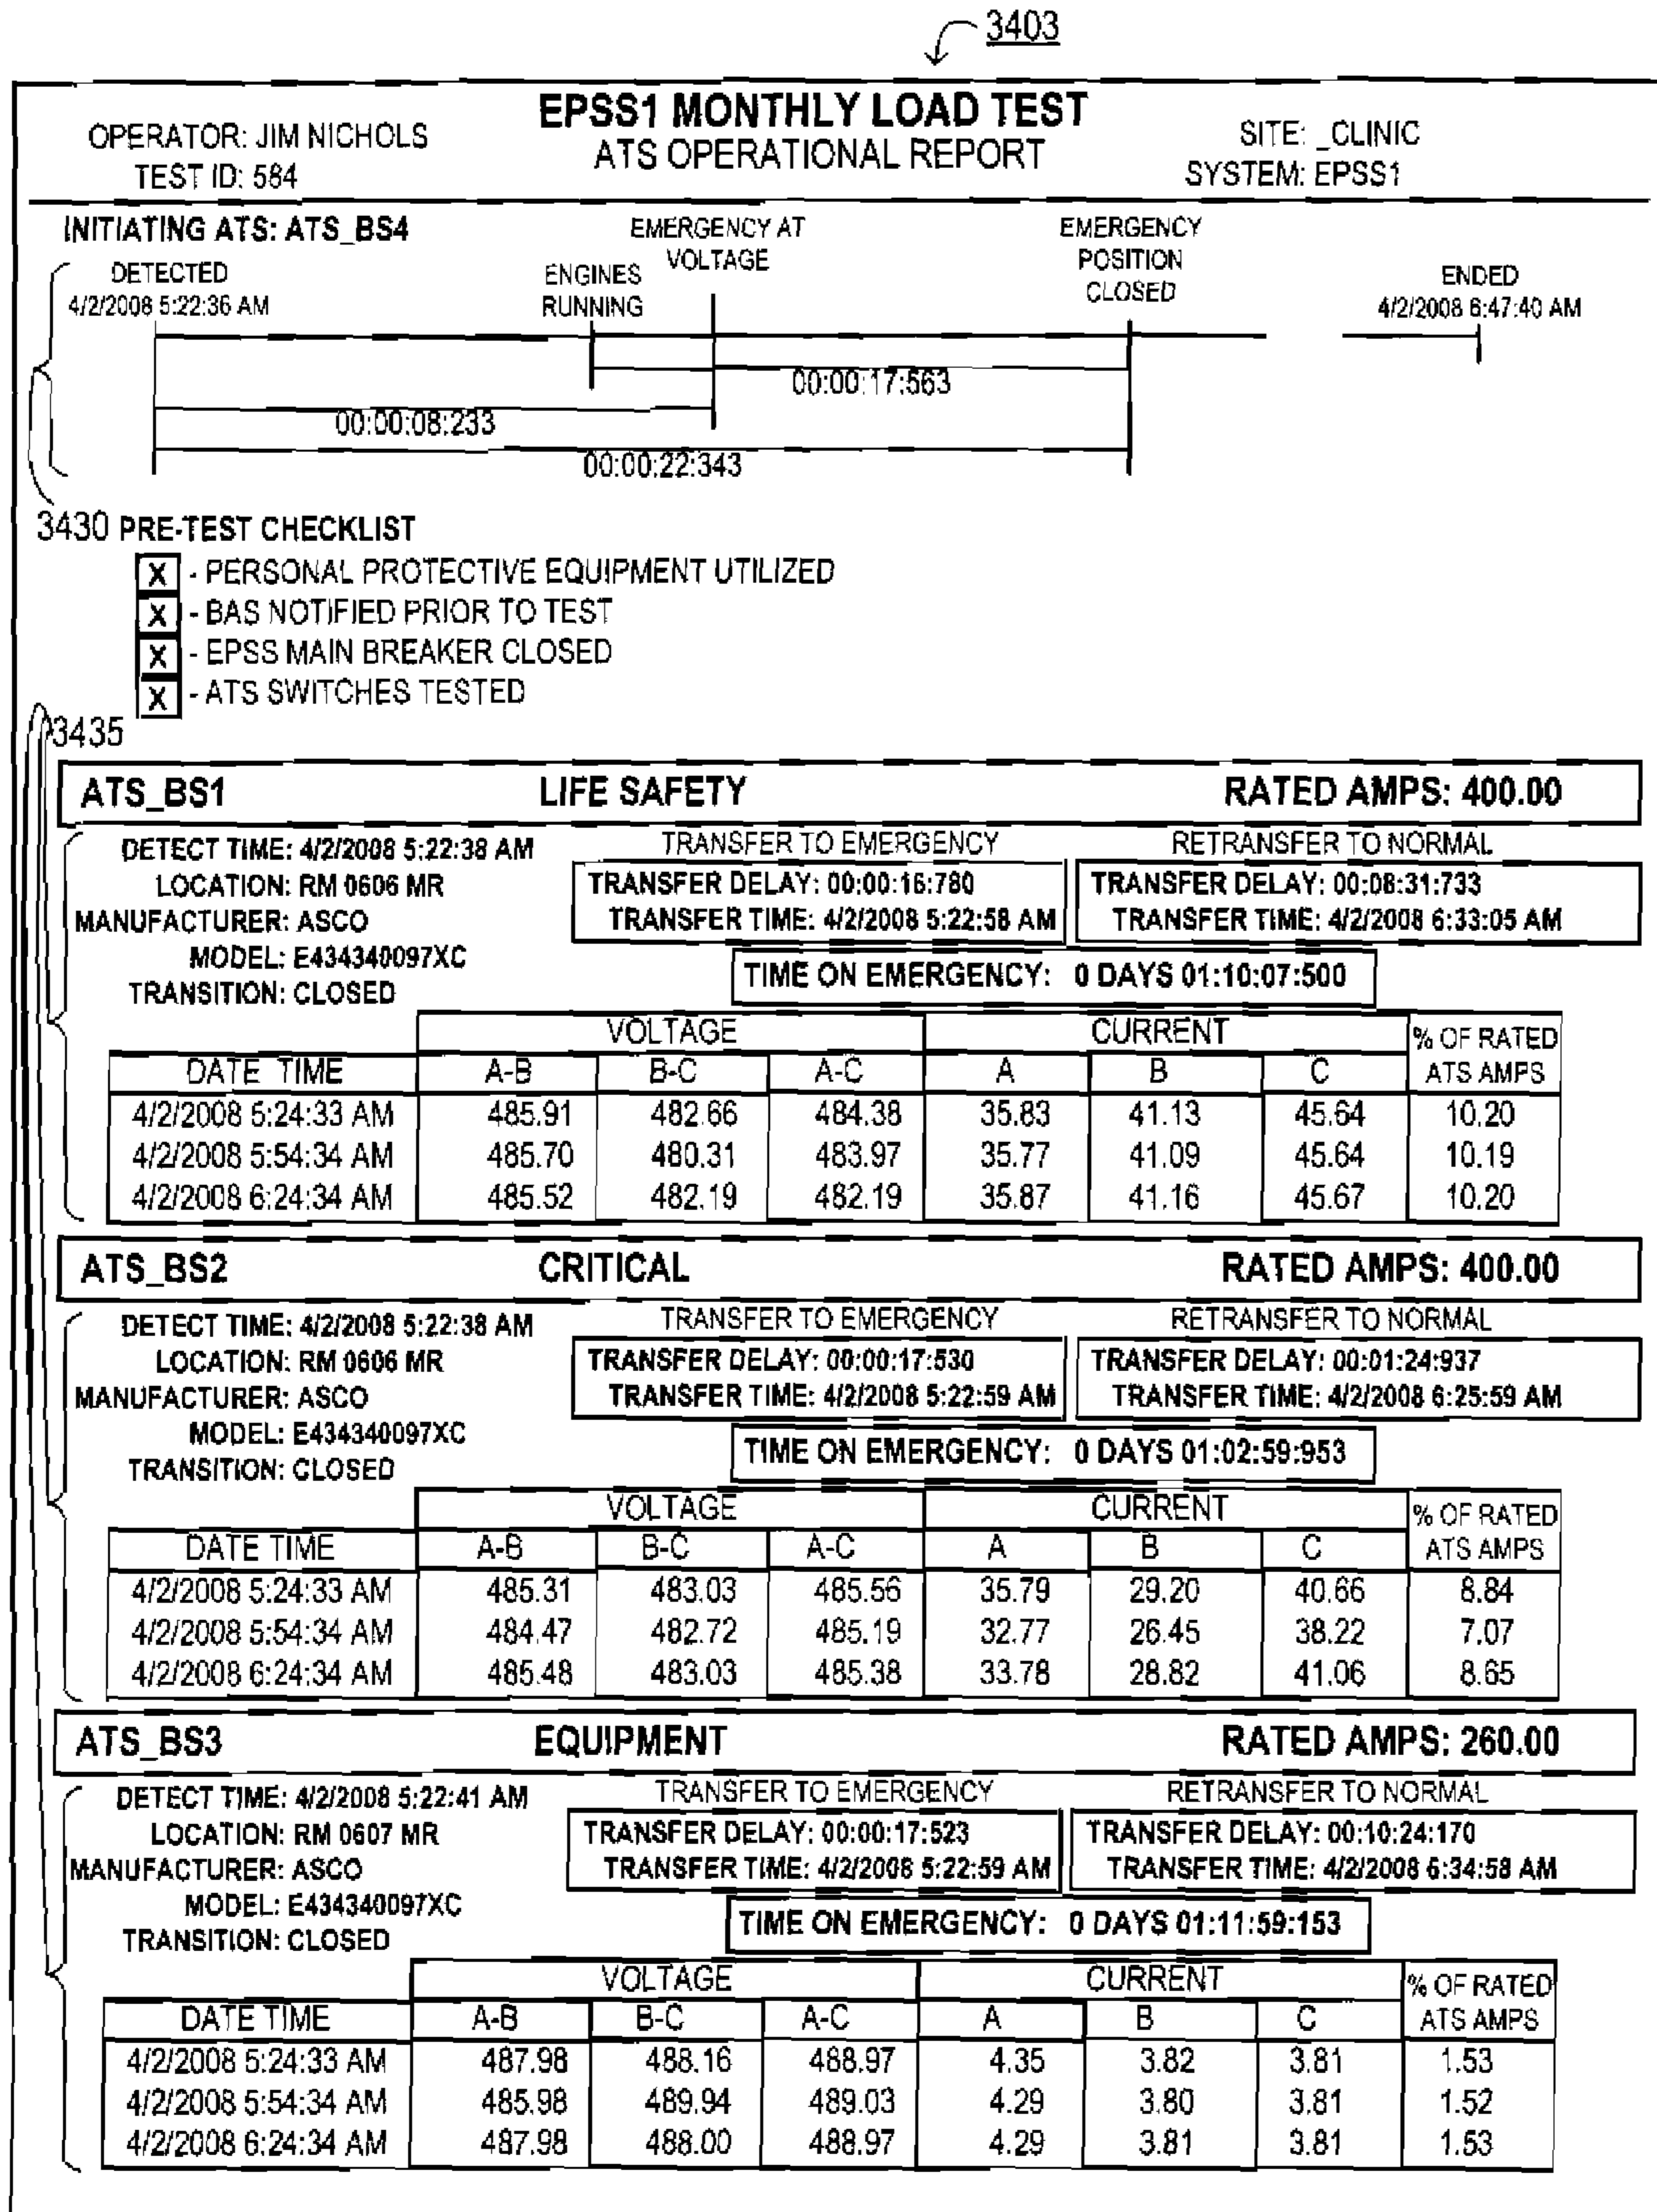 3403
EPSS1 MONTHLY LOAD TEST
ATS OPERATIONAL REPORT
OPERATOR: JIM NICHOLS
TEST ID: 584
SITE: _CLINIC
SYSTEM: EPSS1
INITIATING ATS: ATS_BS4
DETECTED
4/2/2008 5:22:36 AM
ENGINES
RUNNING
EMERGENCY AT
VOLTAGE
EMERGENCY
POSITION
CLOSED
ENDED
4/2/2008 6:47:40 AM
00:00:17:563
00:00:08:233
00:00:22:343
3430 PRE-TEST CHECKLIST
X - PERSONAL PROTECTIVE EQUIPMENT UTILIZED
X - BAS NOTIFIED PRIOR TO TEST
X - EPSS MAIN BREAKER CLOSED
X - ATS SWITCHES TESTED
3435
ATS_BS1 LIFE SAFETY RATED AMPS: 400.00
DETECT TIME: 4/2/2008 5:22:38 AM
LOCATION: RM 0606 MR
MANUFACTURER: ASCO
MODEL: E434340097XC
TRANSITION: CLOSED
TRANSFER TO EMERGENCY
TRANSFER DELAY: 00:00:16:780
TRANSFER TIME: 4/2/2008 5:22:58 AM
RETRANSFER TO NORMAL
TRANSFER DELAY: 00:08:31:733
TRANSFER TIME: 4/2/2008 6:33:05 AM
TIME ON EMERGENCY: 0 DAYS 01:10:07:500
VOLTAGE CURRENT % OF RATED
DATE TIME A-B B-C A-C A B C ATS AMPS
4/2/2008 5:24:33 AM 485.91 482.66 484.38 35.83 41.13 45.64 10.20
4/2/2008 5:54:34 AM 485.70 480.31 483.97 35.77 41.09 45.64 10.19
4/2/2008 6:24:34 AM 485.52 482.19 482.19 35.87 41.16 45.67 10.20
ATS_BS2 CRITICAL RATED AMPS: 400.00
DETECT TIME: 4/2/2008 5:22:38 AM
LOCATION: RM 0606 MR
MANUFACTURER: ASCO
MODEL: E434340097XC
TRANSITION: CLOSED
TRANSFER TO EMERGENCY
TRANSFER DELAY: 00:00:17:530
TRANSFER TIME: 4/2/2008 5:22:59 AM
RETRANSFER TO NORMAL
TRANSFER DELAY: 00:01:24:937
TRANSFER TIME: 4/2/2008 6:25:59 AM
TIME ON EMERGENCY: 0 DAYS 01:02:59:953
VOLTAGE CURRENT % OF RATED
DATE TIME A-B B-C A-C A B C ATS AMPS
4/2/2008 5:24:33 AM 485.31 483.03 485.56 35.79 29.20 40.66 8.84
4/2/2008 5:54:34 AM 484.47 482.72 485.19 32.77 26.45 38.22 7.07
4/2/2008 6:24:34 AM 485.48 483.03 485.38 33.78 28.82 41.06 8.65
ATS_BS3 EQUIPMENT RATED AMPS: 260.00
DETECT TIME: 4/2/2008 5:22:41 AM
LOCATION: RM 0607 MR
MANUFACTURER: ASCO
MODEL: E434340097XC
TRANSITION: CLOSED
TRANSFER TO EMERGENCY
TRANSFER DELAY: 00:00:17:523
TRANSFER TIME: 4/2/2008 5:22:59 AM
RETRANSFER TO NORMAL
TRANSFER DELAY: 00:10:24:170
TRANSFER TIME: 4/2/2008 6:34:58 AM
TIME ON EMERGENCY: 0 DAYS 01:11:59:153
VOLTAGE CURRENT % OF RATED
DATE TIME A-B B-C A-C A B C ATS AMPS
4/2/2008 5:24:33 AM 487.98 488.16 488.97 4.35 3.82 3.81 1.53
4/2/2008 5:54:34 AM 485.98 489.94 489.03 4.29 3.80 3.81 1.52
4/2/2008 6:24:34 AM 487.98 488.00 488.97 4.29 3.81 3.81 1.53